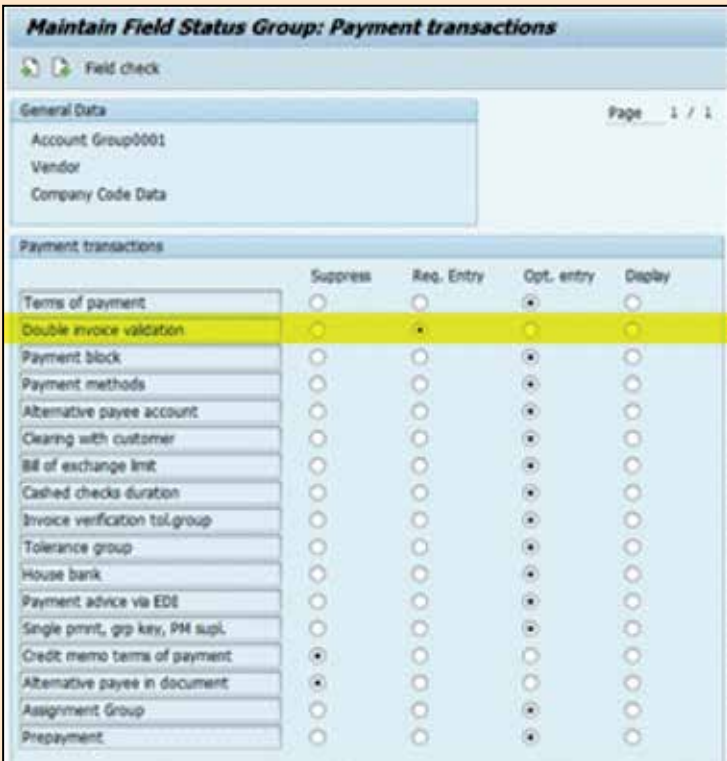 Maintain Field Status Group: Payment transactions
Field check
General Data
Page 1 / 1
Account Group0001
Vendor
Company Code Data
Payment transactions
Suppress Req. Entry Opt. entry Display
Terms of payment
Double invoice validation
Payment block
Payment methods
Alternative payee account
Clearing with customer
Bill of exchange limit
Cashed checks duration
Invoice verification tol.group
Tolerance group
House bank
Payment advice via EDI
Single pmnt, grp key, PM supl.
Credit memo terms of payment
Alternative payee in document
Assignment Group
Prepayment